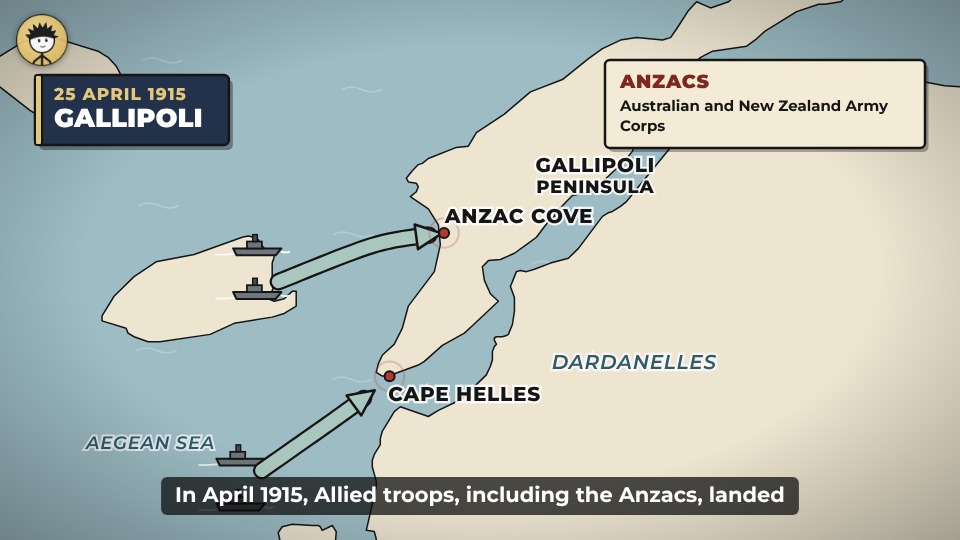 25 APRIL 1915
GALLIPOLI
ANZACS
Australian and New Zealand Army
Corps
GALLIPOLI
PENINSULA
ANZAC COVE
DARDANELLES
CAPE HELLES
AEGEAN SEA
In April 1915, Allied troops, including the Anzacs, landed